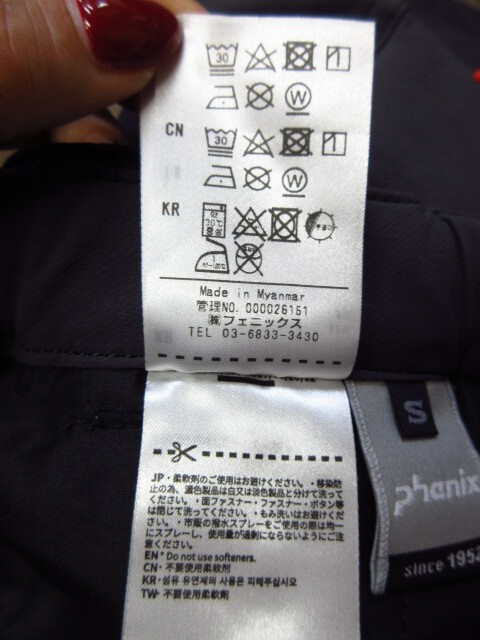 30
CN
30
KR
Made in Myanmar
管理NO. 000026151
㈱フェニックス
TEL 03-6833-3430
S
phenix
since 1952
JP・柔軟剤のご使用はお避けください。・移染防
止の為、濃色製品は白又は淡色製品と分けて洗って
ください。・面ファスナー・ファスナー・ボタン等
は閉じて洗ってください。・もみ洗いはお避けくだ
さい。・市販の撥水スプレーをご使用の際は均一
にスプレーし、使用量が過剰にならないようにご注
意ください。
EN・Do not use softeners.
CN・不要使用柔软剂
KR・섬유 유연제의 사용은 피해주십시오
TW・不要使用柔軟劑